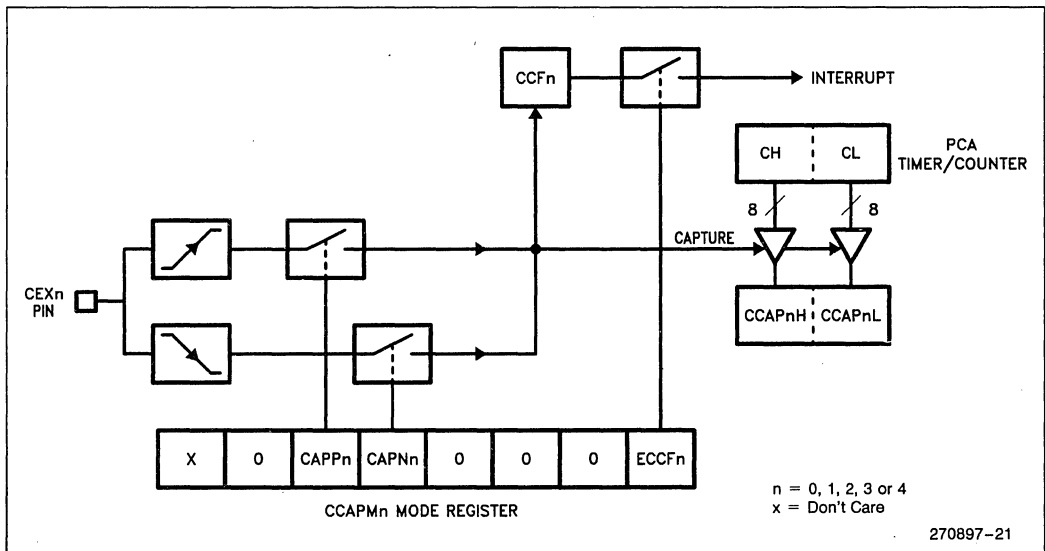 CCFn
INTERRUPT
CH
CL
PCA
TIMER/COUNTER
8
8
CAPTURE
CEXn
PIN
CCAPnH
CCAPnL
X
0
CAPPn
CAPNn
0
0
0
ECCFn
CCAPMn MODE REGISTER
n = 0, 1, 2, 3 or 4
x = Don't Care
270897-21